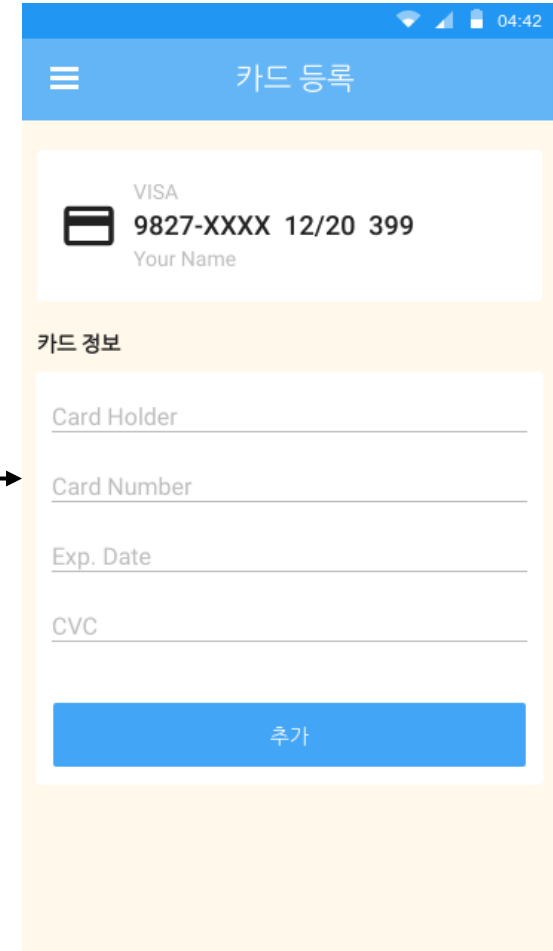 04:42
카드 등록
VISA
9827-XXXX 12/20 399
Your Name
카드 정보
Card Holder
Card Number
Exp. Date
CVC
추가